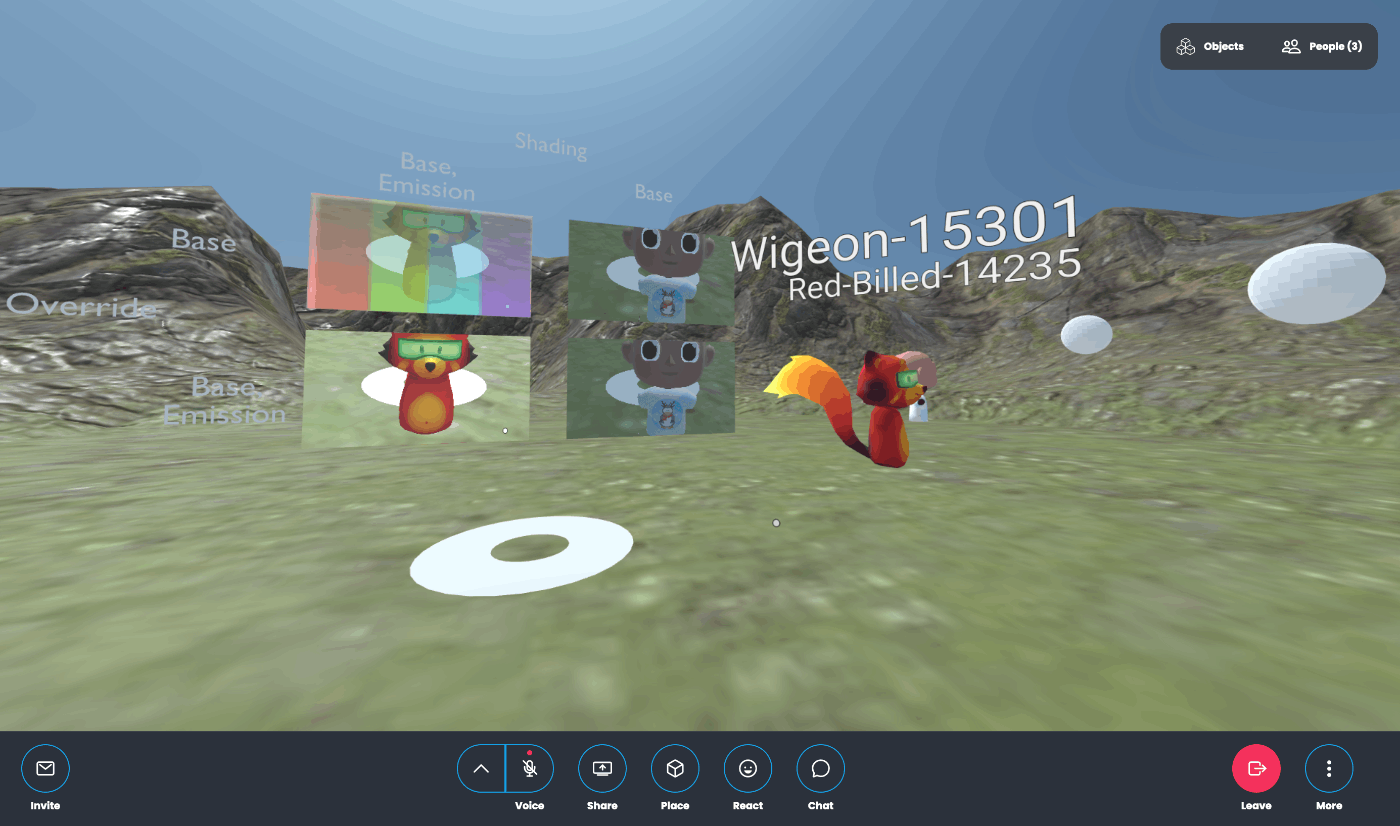 Objects
People (3)
Shading
Base,
Emission
Base
Base
Override
Base,
Emission
Wigeon-15301
Red-Billed-14235
Invite
Voice
Share
Place
React
Chat
Leave
More